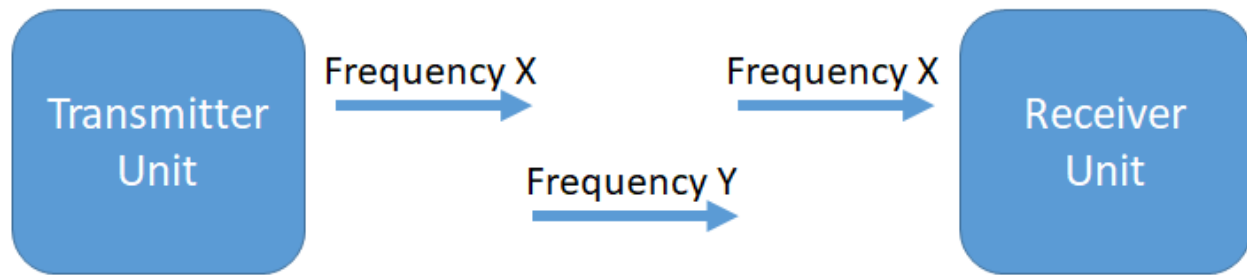 Transmitter
Unit
Frequency X
Frequency X
Frequency Y
Receiver
Unit